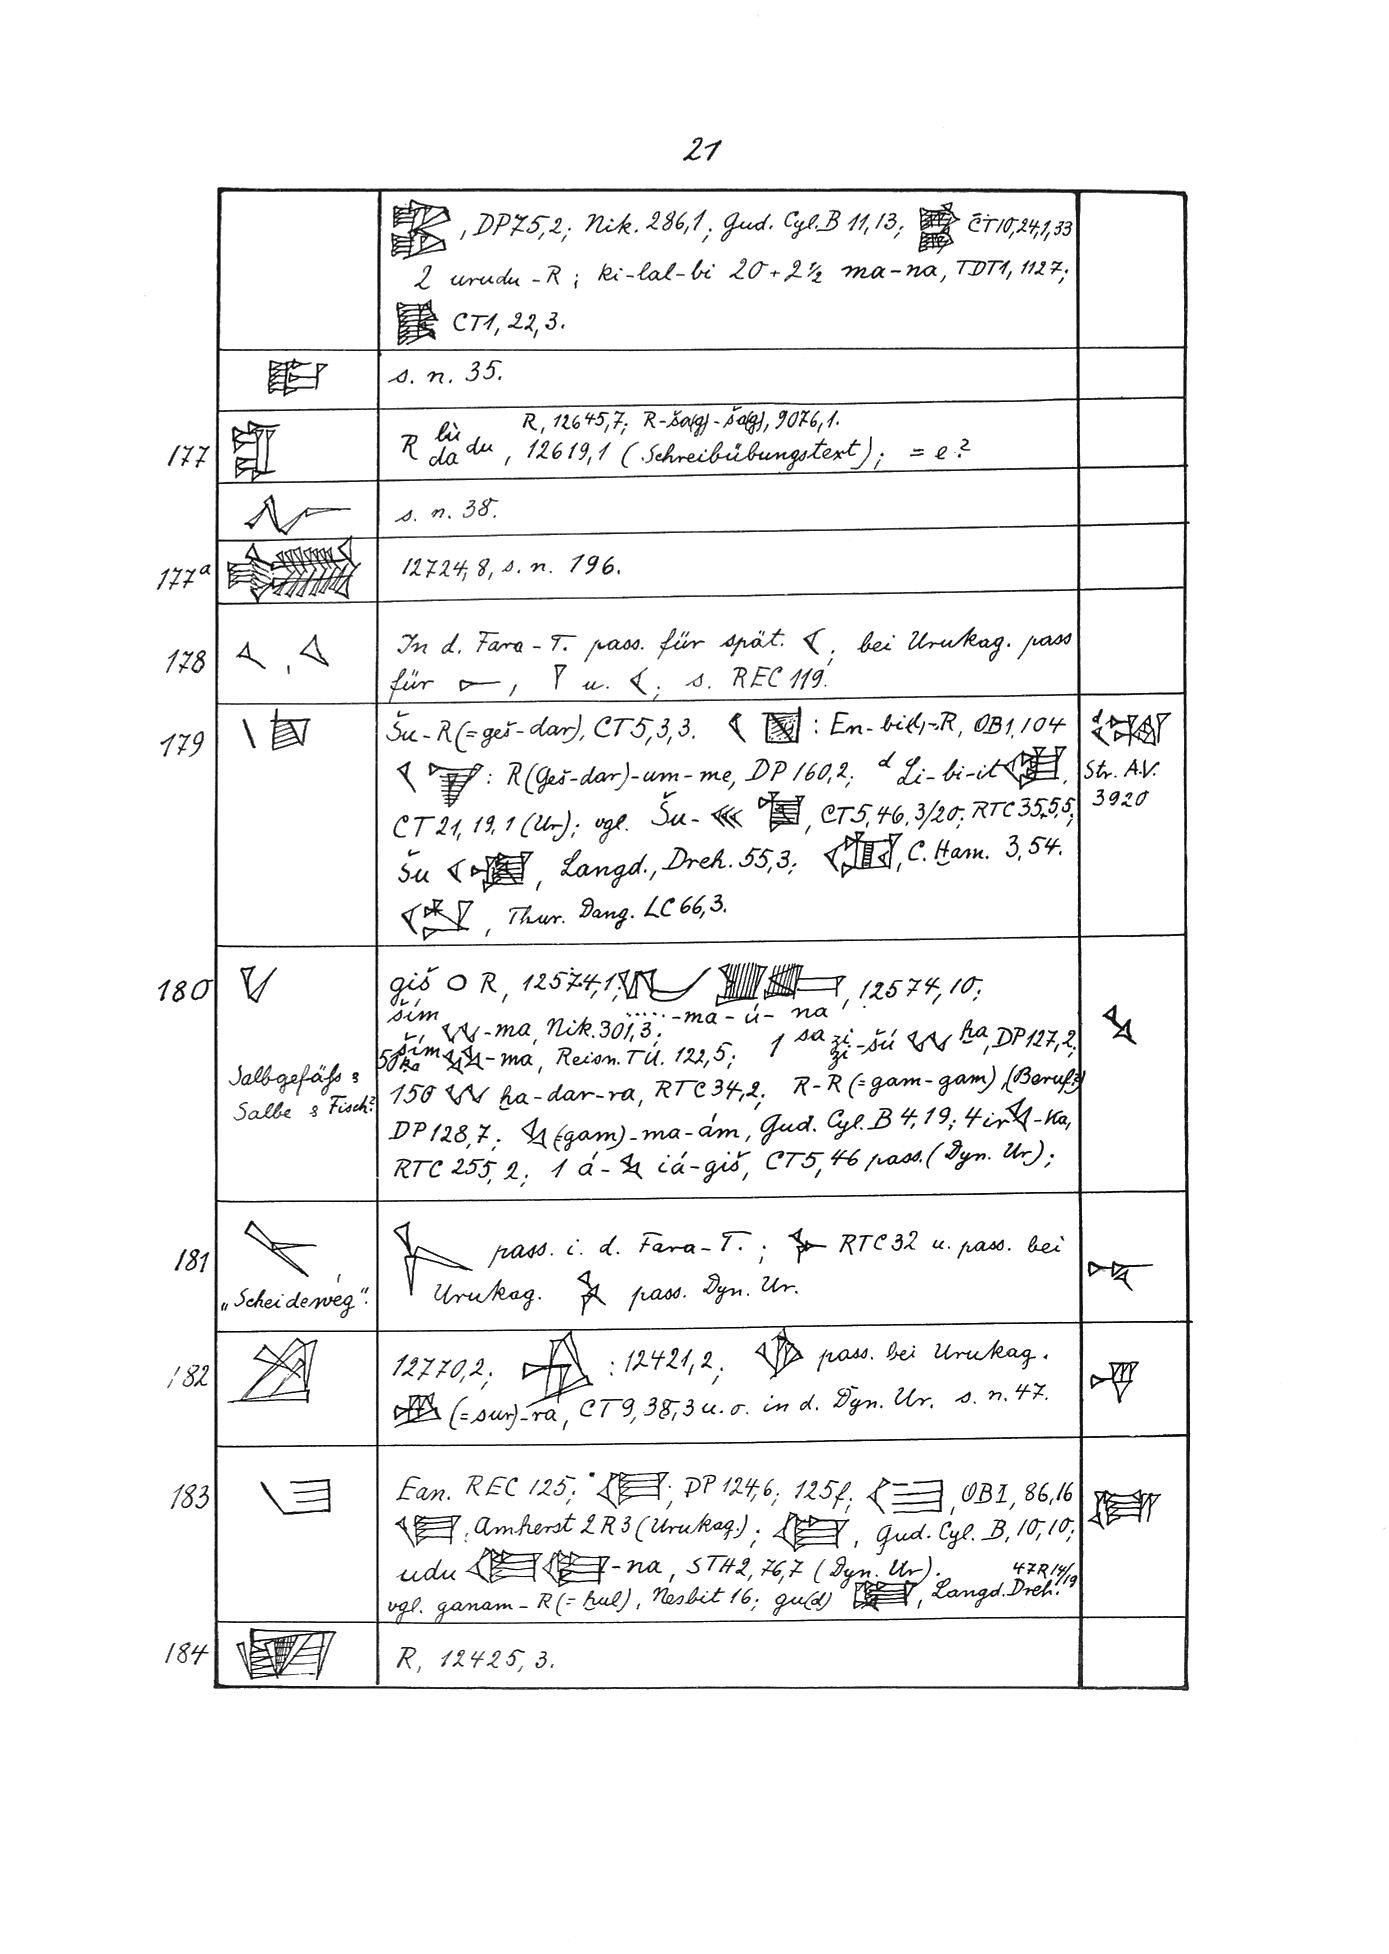 21
, DP75,2; Nik. 286,1; Gud. Cyl. B 11,13; CT10,24,1,33
2 urudu-R; ki-lal-bi 20+2½ ma-na, TDT1, 1127;
CT1, 22, 3.
s. n. 35.
R, 12645,7; R-ša(g)-ša(g), 9076,1.
177 R lù da du, 12619,1 (Schreibübungstext); = e?
s. n. 38.
177a 12724,8, s. n. 196.
178 In d. Fara-T. pass. für spät. ; bei Urukag. pass
für , u. ; s. REC 119.
179 Šu-R (=geš-dar), CT5,3,3. : R, OB1,104
: R (geš-dar)-um-me, DP 160,2; d Li-bi-it ,
Str. A.V.
3920
CT 21, 19, 1 (Ur); vgl. Šu- , CT5,46,3/20; RTC 35,5,5;
Šu , Langd., Dreh. 55,3; , C. Ham. 3,54.
, Thur. Dang. LC 66,3.
180 giš O R, 12574,1; , 12574,10;
šim -ma, Nik. 301,3; .....-ma-ú-na
1 sa zi zi-šú ha, DP 127,2;
50 ka šim -ma, Reisn. TU. 122,5;
Salbgefäß &
Salbe & Fisch?
150 ḫa-dar-ra, RTC 34,2; R-R (=gam-gam) (Beruf?)
DP 128,7; (=gam)-ma-ám, Gud. Cyl. B 4,19; 4 ir -ka,
RTC 255,2; 1 á- iá-giš, CT5,46 pass. (Dyn. Ur);
181 pass. i. d. Fara-T.; RTC 32 u. pass. bei
„Scheideweg“.
Urukag. pass. Dyn. Ur.
182 12770,2; : 12421,2; pass. bei Urukag.
(=sur)-ra, CT9,38,3 u. o. in d. Dyn. Ur. s. n. 47.
183 Ean. REC 125; ; DP 124,6; 125f; , OBI, 86,16
, Amherst 2 R 3 (Urukag.); , Gud. Cyl. B, 10,10;
udu -na, STH2, 76,7 (Dyn. Ur).
vgl. ganam-R (=ḫul), Nesbit 16; gu(d) , Langd. Dreh. 47R14/19
184 R, 12425, 3.